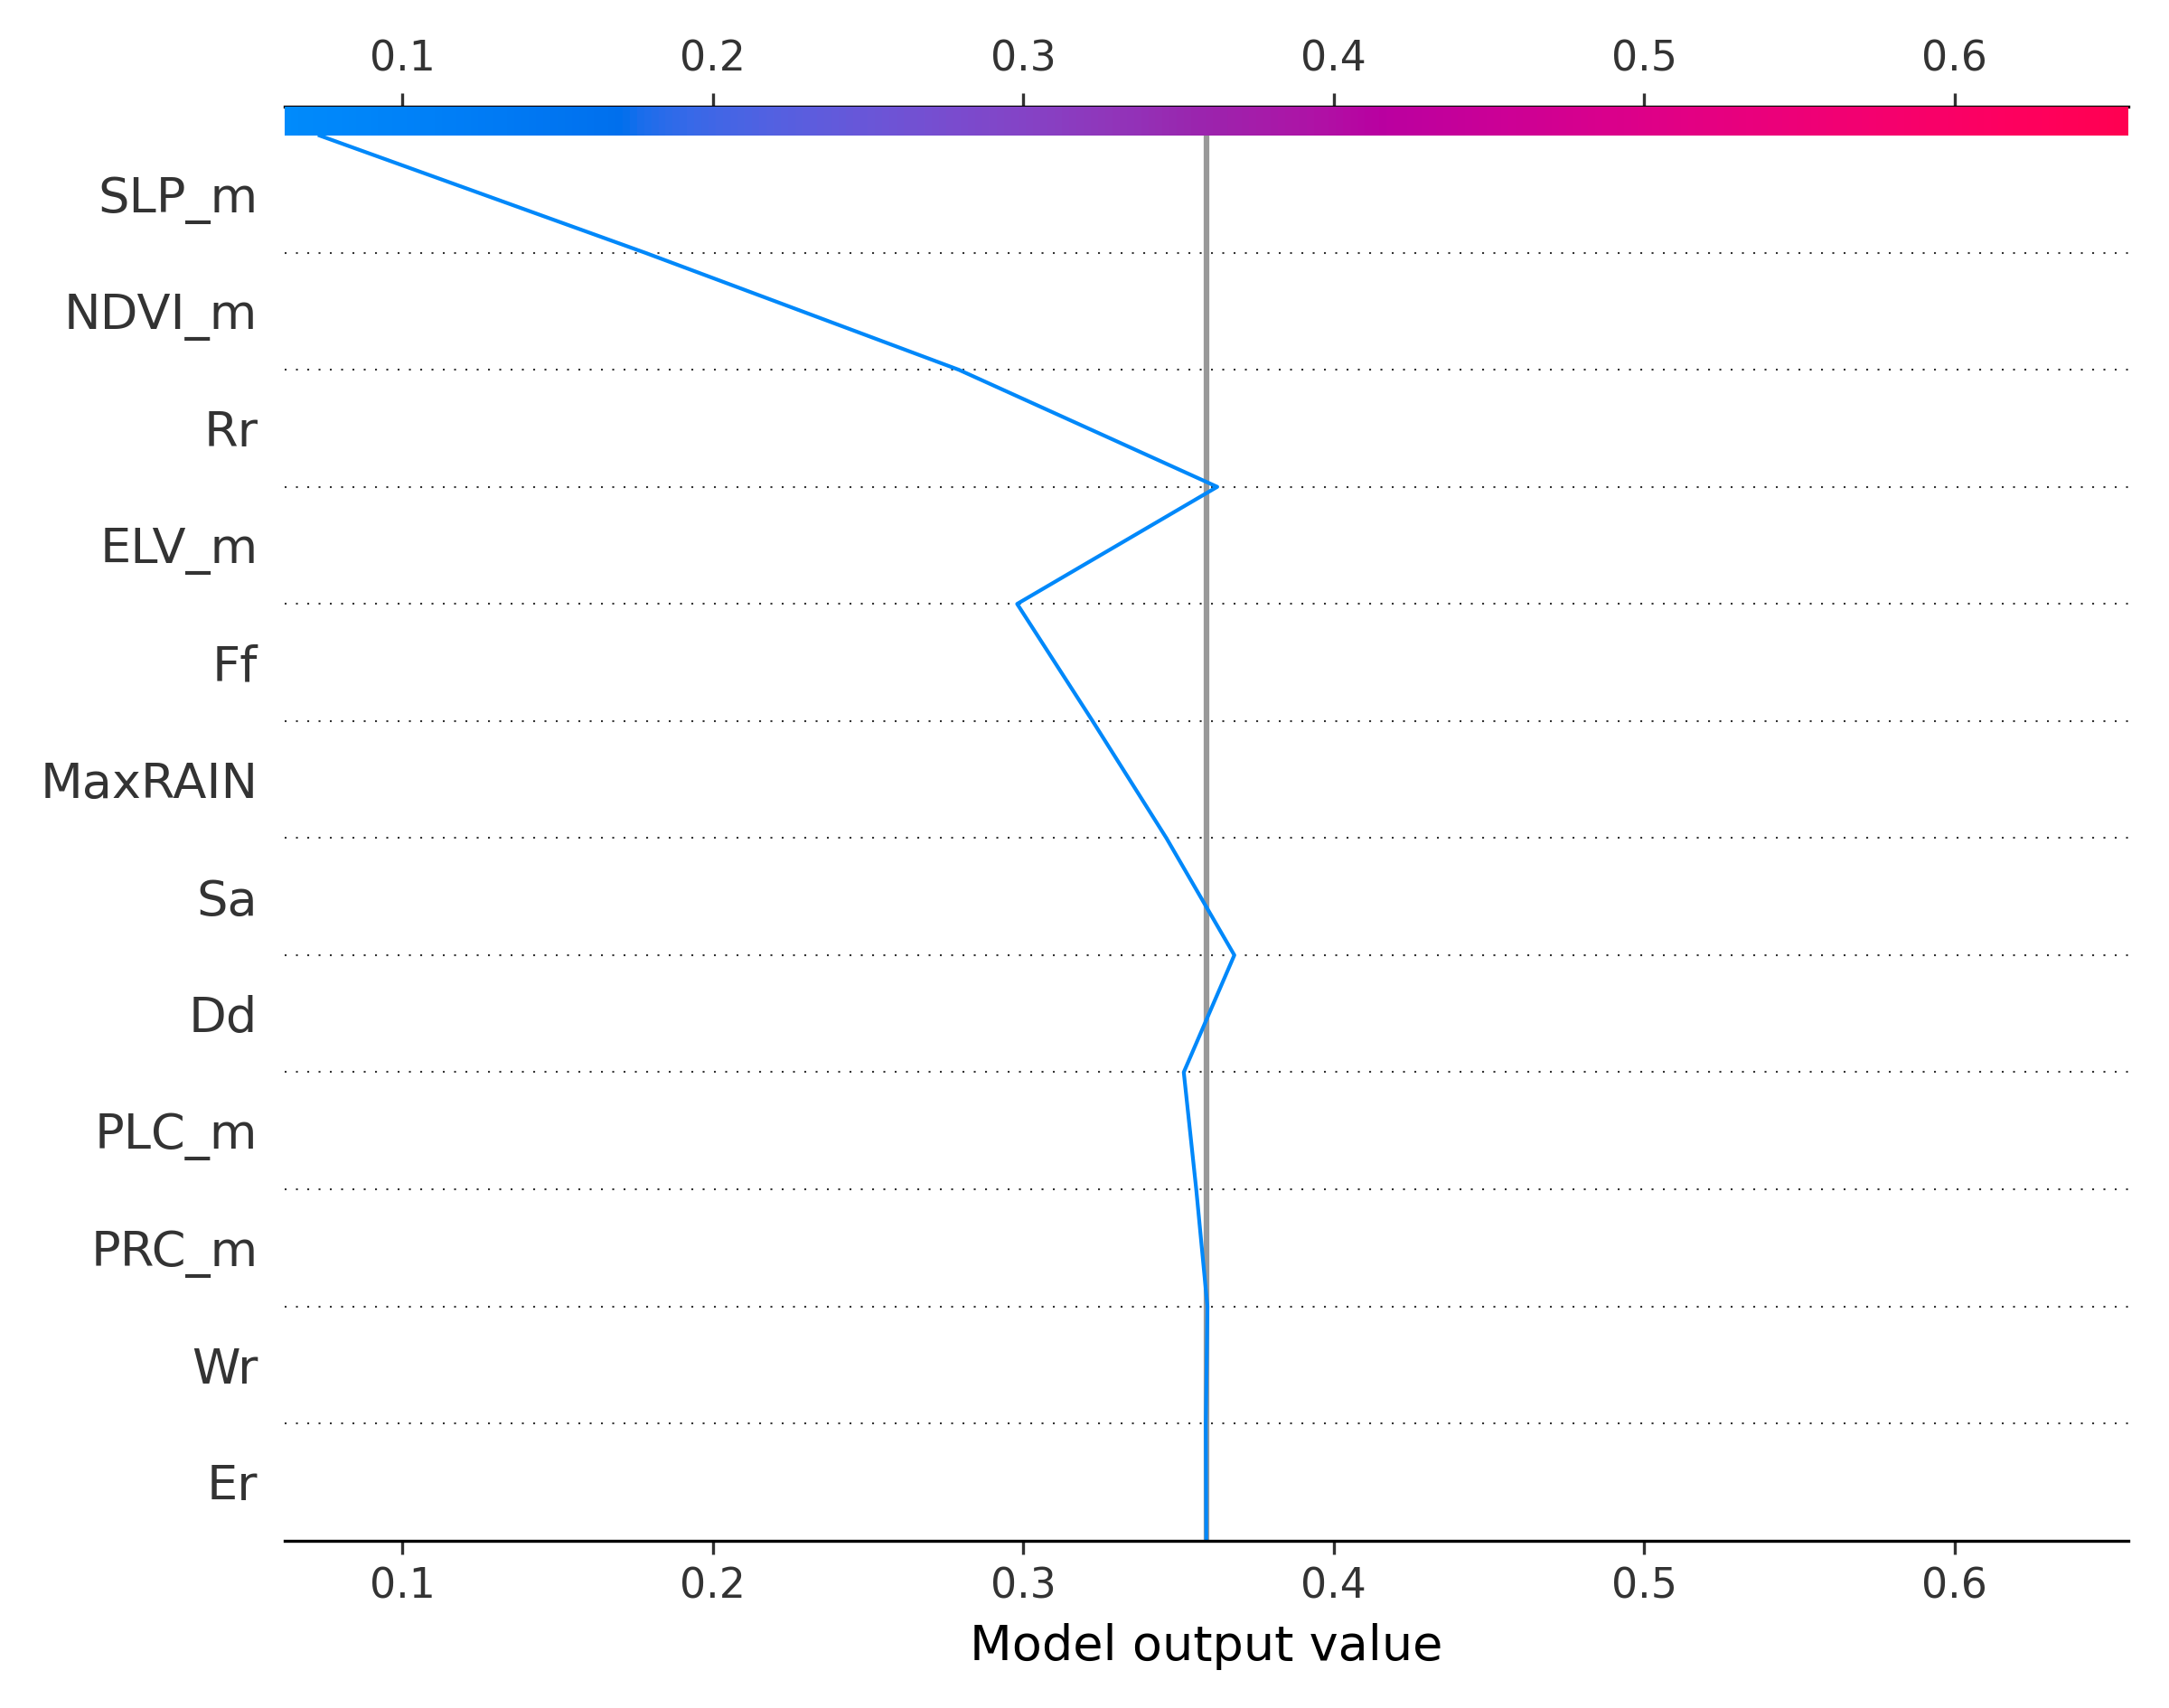 0.1 0.2 0.3 0.4 0.5 0.6
SLP_m
NDVI_m
Rr
ELV_m
Ff
MaxRAIN
Sa
Dd
PLC_m
PRC_m
Wr
Er
0.1 0.2 0.3 0.4 0.5 0.6
Model output value